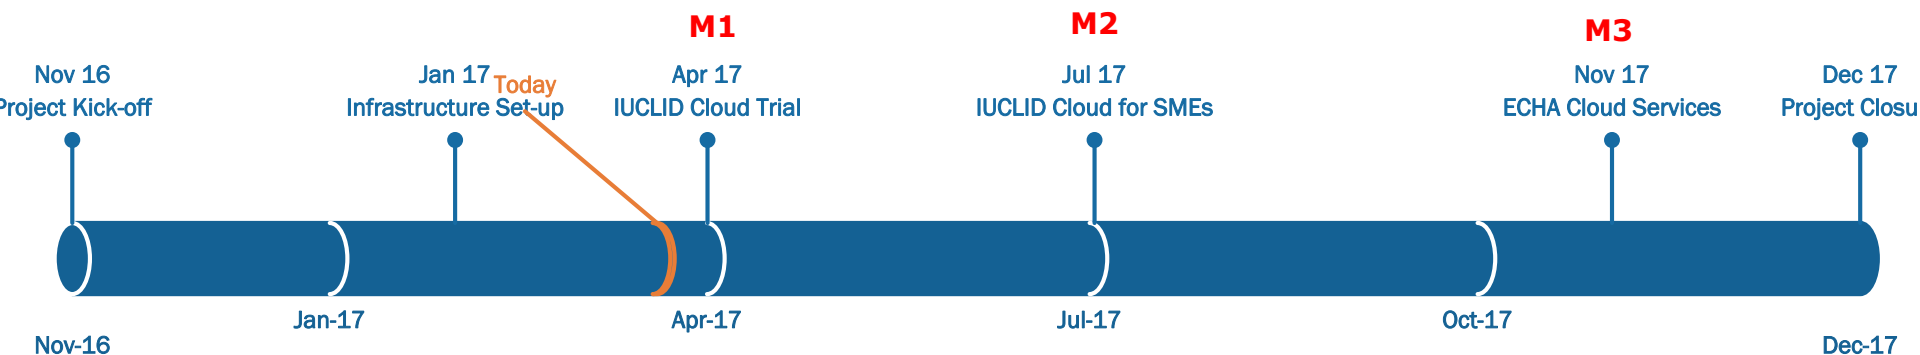 M1
M2
M3
Nov 16
Project Kick-off
Jan 17
Infrastructure Set-up
Today
Apr 17
IUCLID Cloud Trial
Jul 17
IUCLID Cloud for SMEs
Nov 17
ECHA Cloud Services
Dec 17
Project Closu
Jan-17
Apr-17
Jul-17
Oct-17
Nov-16
Dec-17